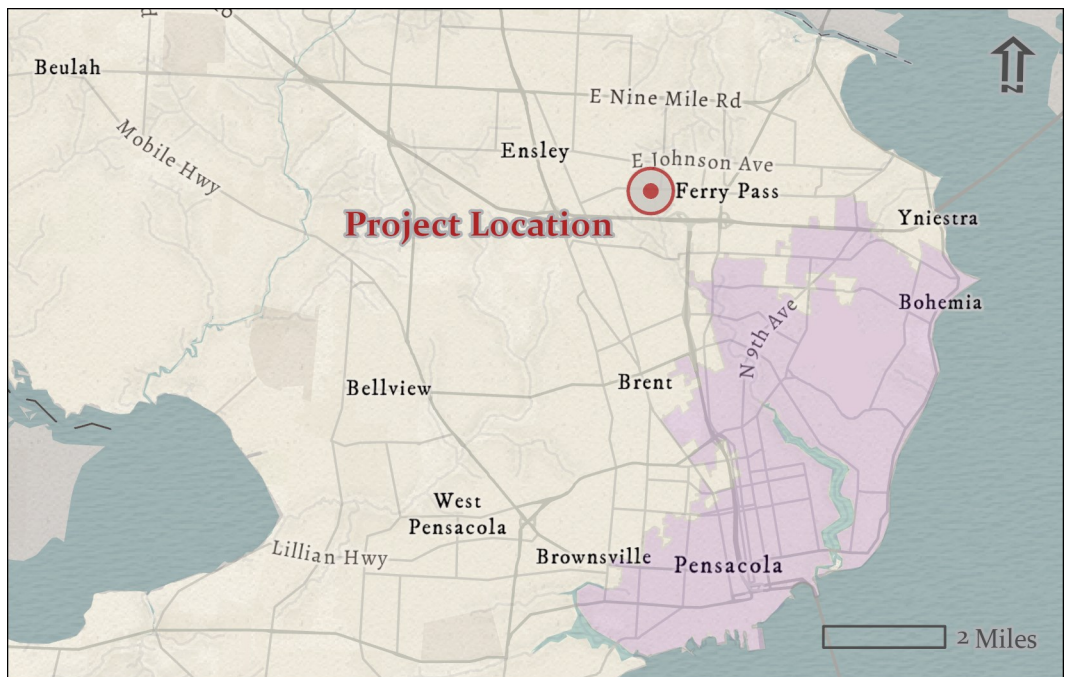 Beulah
E Nine Mile Rd
N
Mobile Hwy
Ensley
E Johnson Ave
Ferry Pass
Project Location
Yniestra
Bohemia
N 9th Ave
Bellview
Brent
West
Pensacola
Lillian Hwy
Brownsville
Pensacola
2 Miles